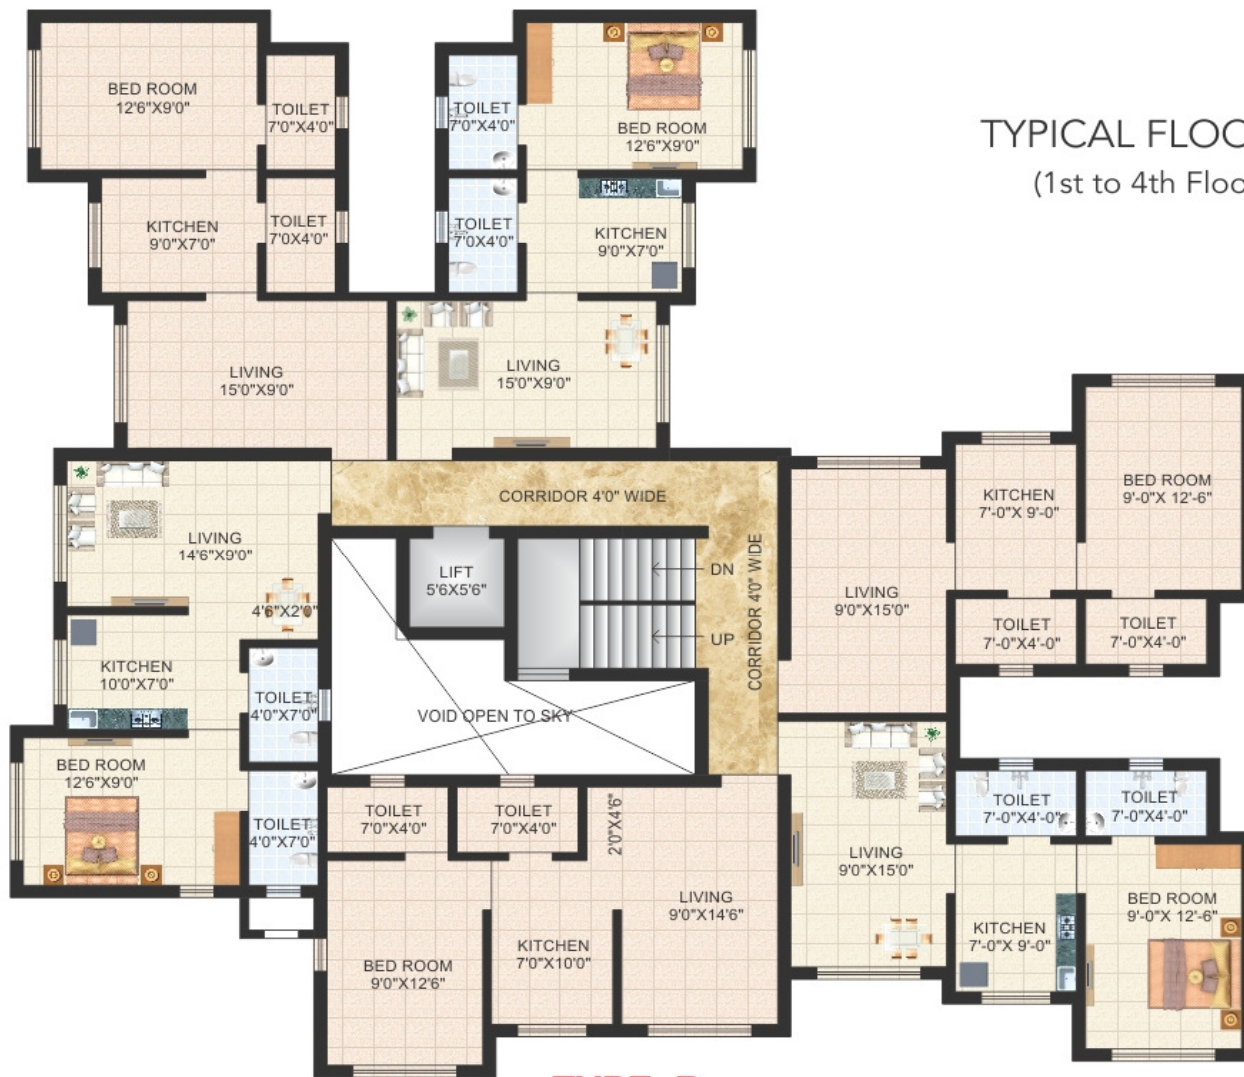 TYPICAL FLOO
(1st to 4th Floo
BED ROOM
12'6"X9'0"
TOILET
7'0"X4'0"
TOILET
7'0"X4'0"
BED ROOM
12'6"X9'0"
KITCHEN
9'0"X7'0"
TOILET
7'0X4'0"
TOILET
7'0X4'0"
KITCHEN
9'0"X7'0"
LIVING
15'0"X9'0"
LIVING
15'0"X9'0"
CORRIDOR 4'0" WIDE
KITCHEN
7'-0"X 9'-0"
BED ROOM
9'-0"X 12'-6"
LIVING
14'6"X9'0"
4'6"X2'0"
LIFT
5'6X5'6"
DN
UP
CORRIDOR 4'0" WIDE
LIVING
9'0"X15'0"
TOILET
7'-0"X4'-0"
TOILET
7'-0"X4'-0"
KITCHEN
10'0"X7'0"
TOILET
4'0"X7'0"
VOID OPEN TO SKY
BED ROOM
12'6"X9'0"
TOILET
4'0"X7'0"
TOILET
7'0"X4'0"
TOILET
7'0"X4'0"
2'0"X4'6"
LIVING
9'0"X14'6"
LIVING
9'0"X15'0"
TOILET
7'-0"X4'-0"
TOILET
7'-0"X4'-0"
BED ROOM
9'0"X12'6"
KITCHEN
7'0"X10'0"
KITCHEN
7'-0"X 9'-0"
BED ROOM
9'-0"X 12'-6"